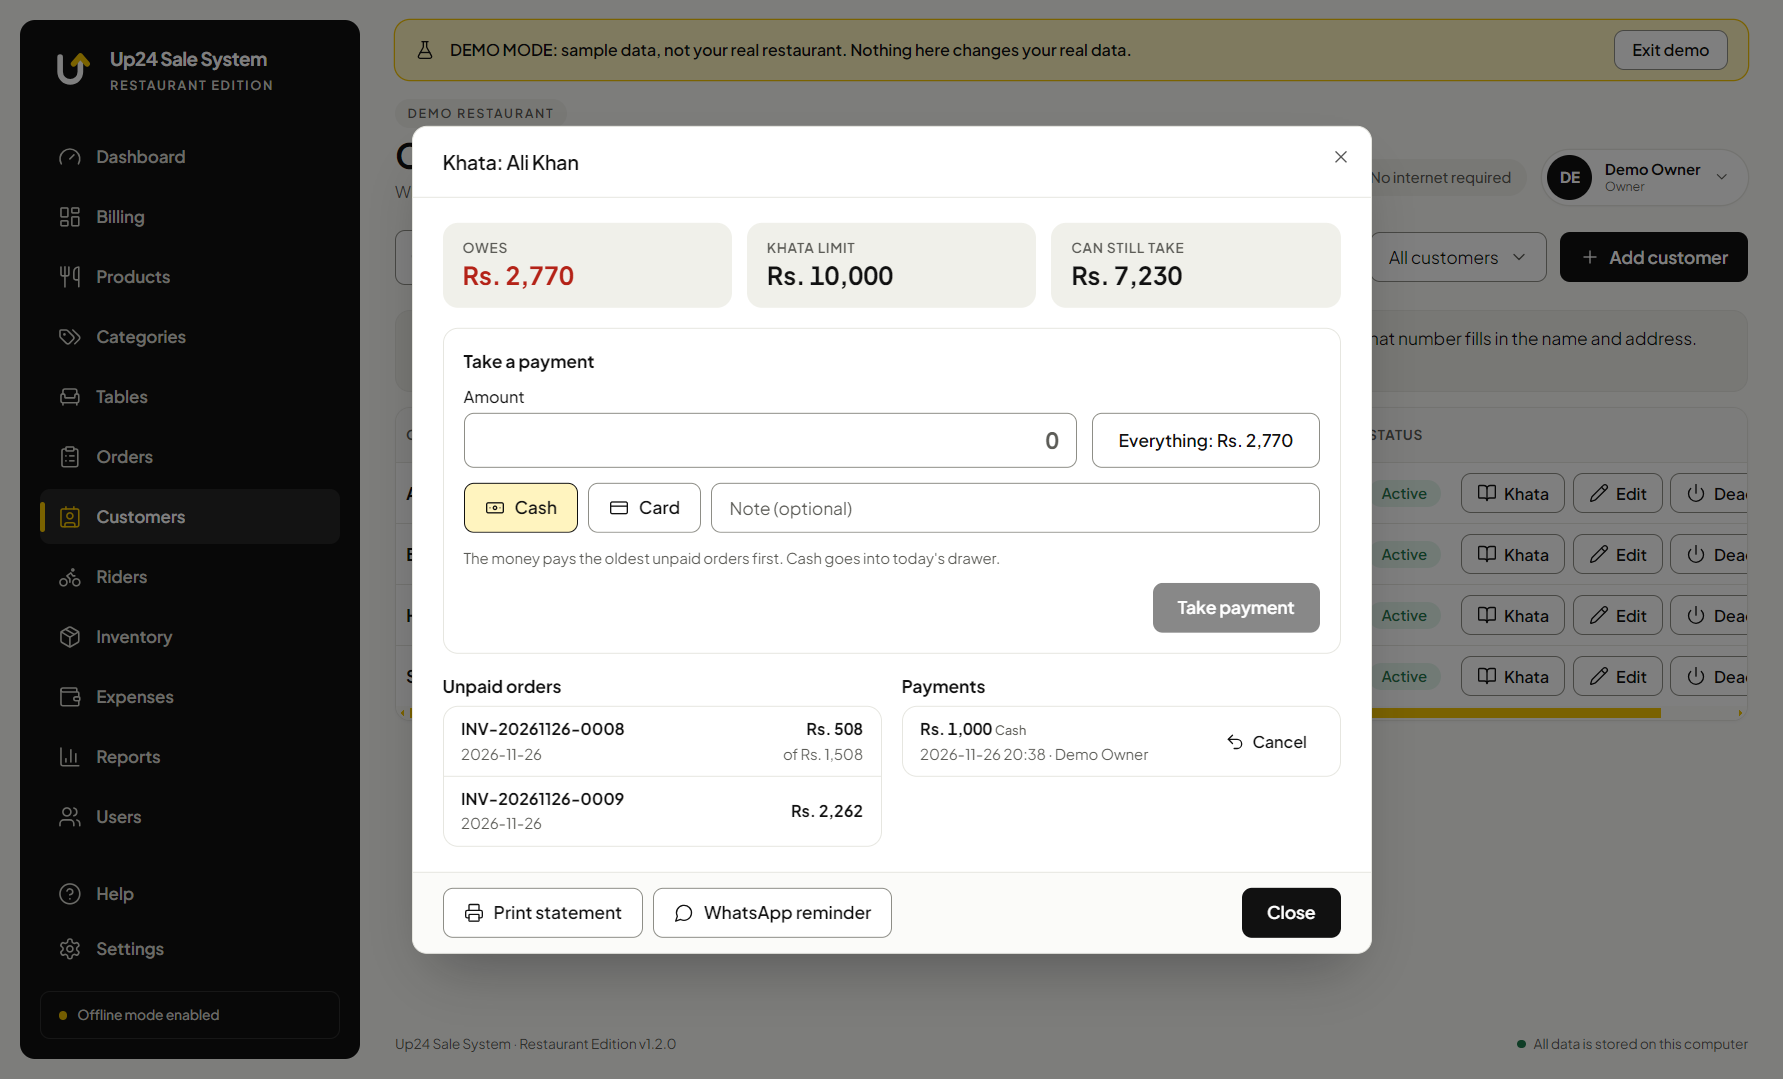 Up24 Sale System
RESTAURANT EDITION
Dashboard
Billing
Products
Categories
Tables
Orders
Customers
Riders
Inventory
Expenses
Reports
Users
Help
Settings
Offline mode enabled
DEMO MODE: sample data, not your real restaurant. Nothing here changes your real data.
Exit demo
DEMO RESTAURANT
No internet required
DE
Demo Owner
Owner
All customers
Add customer
number fills in the name and address.
STATUS
Active Khata Edit
Active Khata Edit
Active Khata Edit
Active Khata Edit
Khata: Ali Khan
OWES
Rs. 2,770
KHATA LIMIT
Rs. 10,000
CAN STILL TAKE
Rs. 7,230
Take a payment
Amount
0
Everything: Rs. 2,770
Cash
Card
Note (optional)
The money pays the oldest unpaid orders first. Cash goes into today's drawer.
Take payment
Unpaid orders
INV-20261126-0008 Rs. 508
2026-11-26 of Rs. 1,508
INV-20261126-0009 Rs. 2,262
2026-11-26
Payments
Rs. 1,000 Cash
2026-11-26 20:38 · Demo Owner
Cancel
Print statement
WhatsApp reminder
Close
Up24 Sale System · Restaurant Edition v1.2.0
All data is stored on this computer